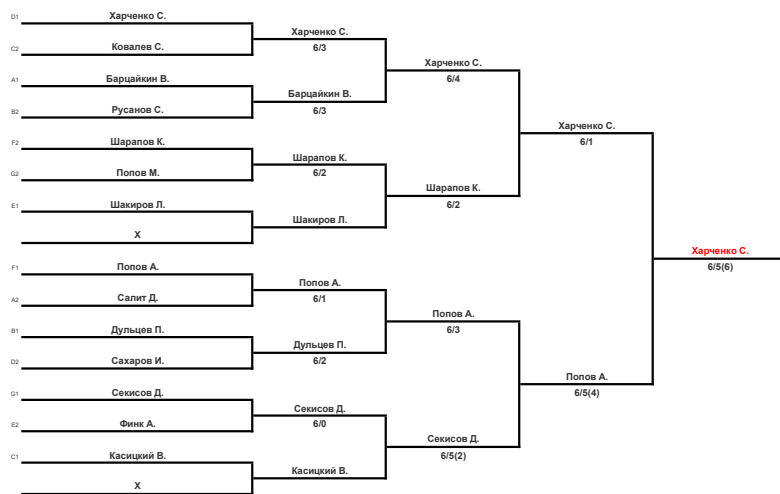 D1 Харченко С.
C2 Ковалев С.
A1 Барцайкин В.
B2 Русанов С.
F2 Шарапов К.
G2 Попов М.
E1 Шакиров Л.
X
F1 Попов А.
A2 Салит Д.
B1 Дульцев П.
D2 Сахаров И.
G1 Секисов Д.
E2 Финк А.
C1 Касицкий В.
X
Харченко С.
6/3
Барцайкин В.
6/3
Шарапов К.
6/2
Шакиров Л.
Попов А.
6/1
Дульцев П.
6/2
Секисов Д.
6/0
Касицкий В.
Харченко С.
6/4
Шарапов К.
6/2
Попов А.
6/3
Секисов Д.
6/5(2)
Харченко С.
6/1
Попов А.
6/5(4)
Харченко С.
6/5(6)